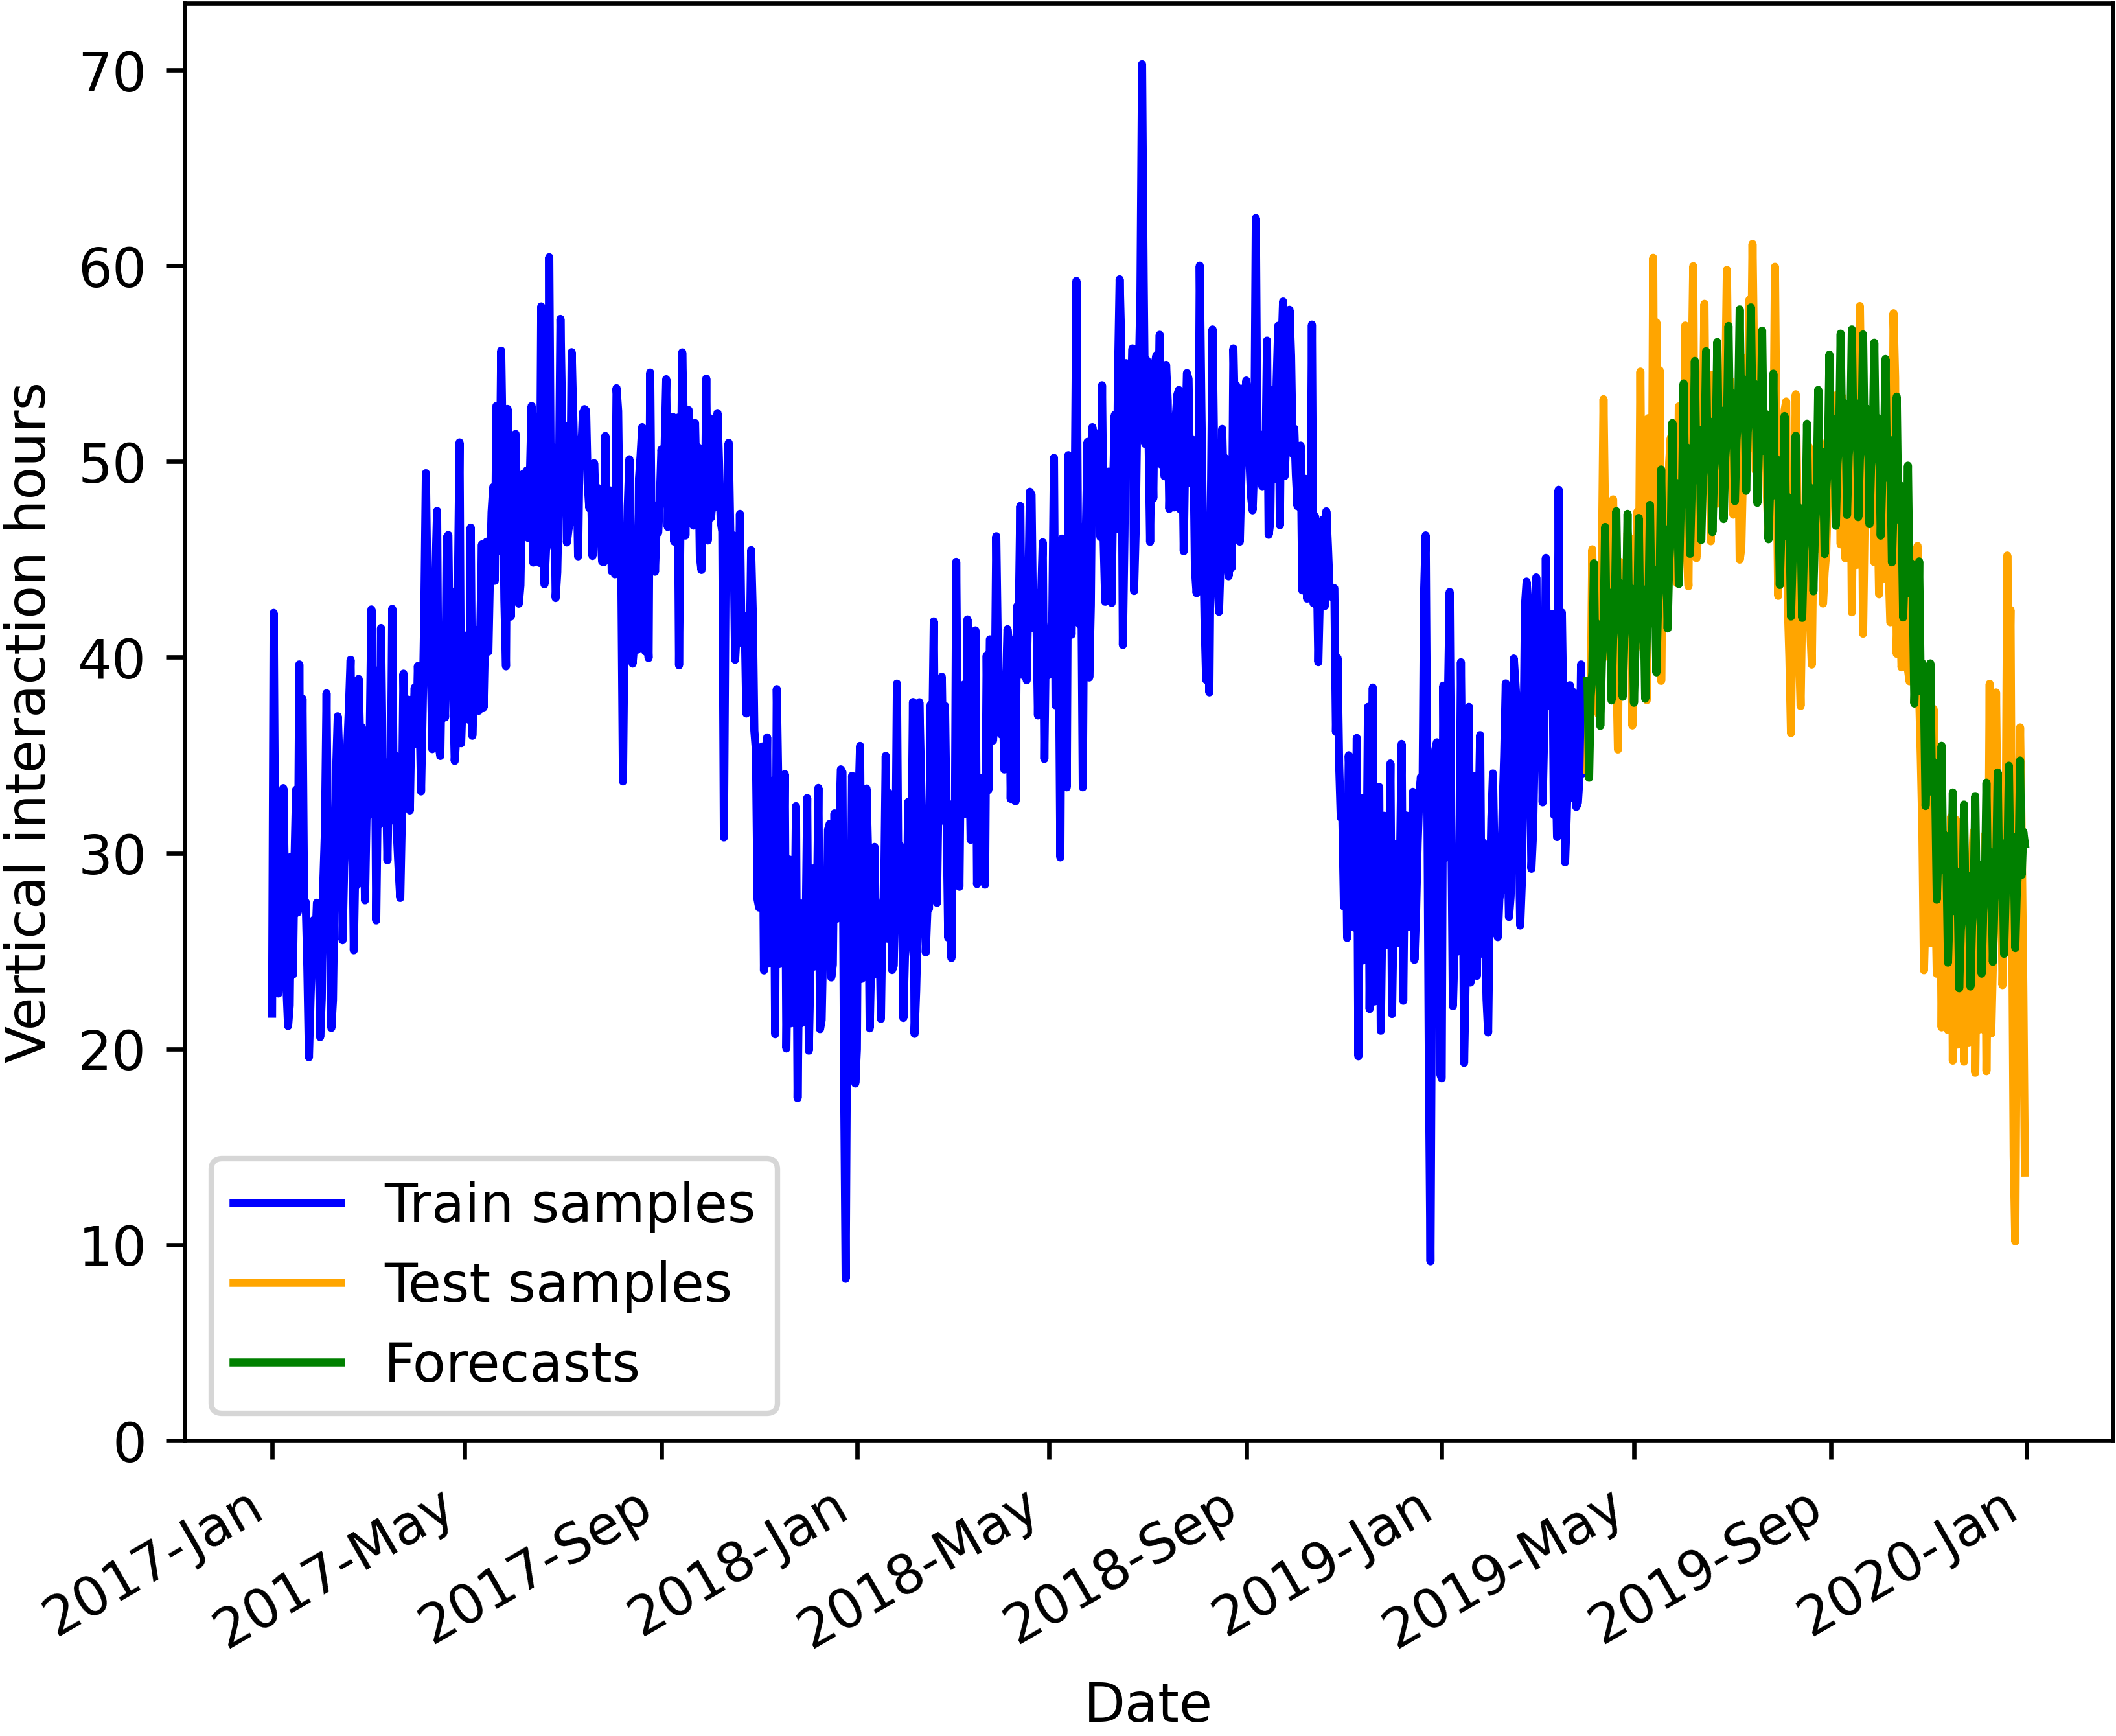 Vertical interaction hours
70
60
50
40
30
20
10
0
Train samples
Test samples
Forecasts
2017-Jan
2017-May
2017-Sep
2018-Jan
2018-May
2018-Sep
2019-Jan
2019-May
2019-Sep
2020-Jan
Date